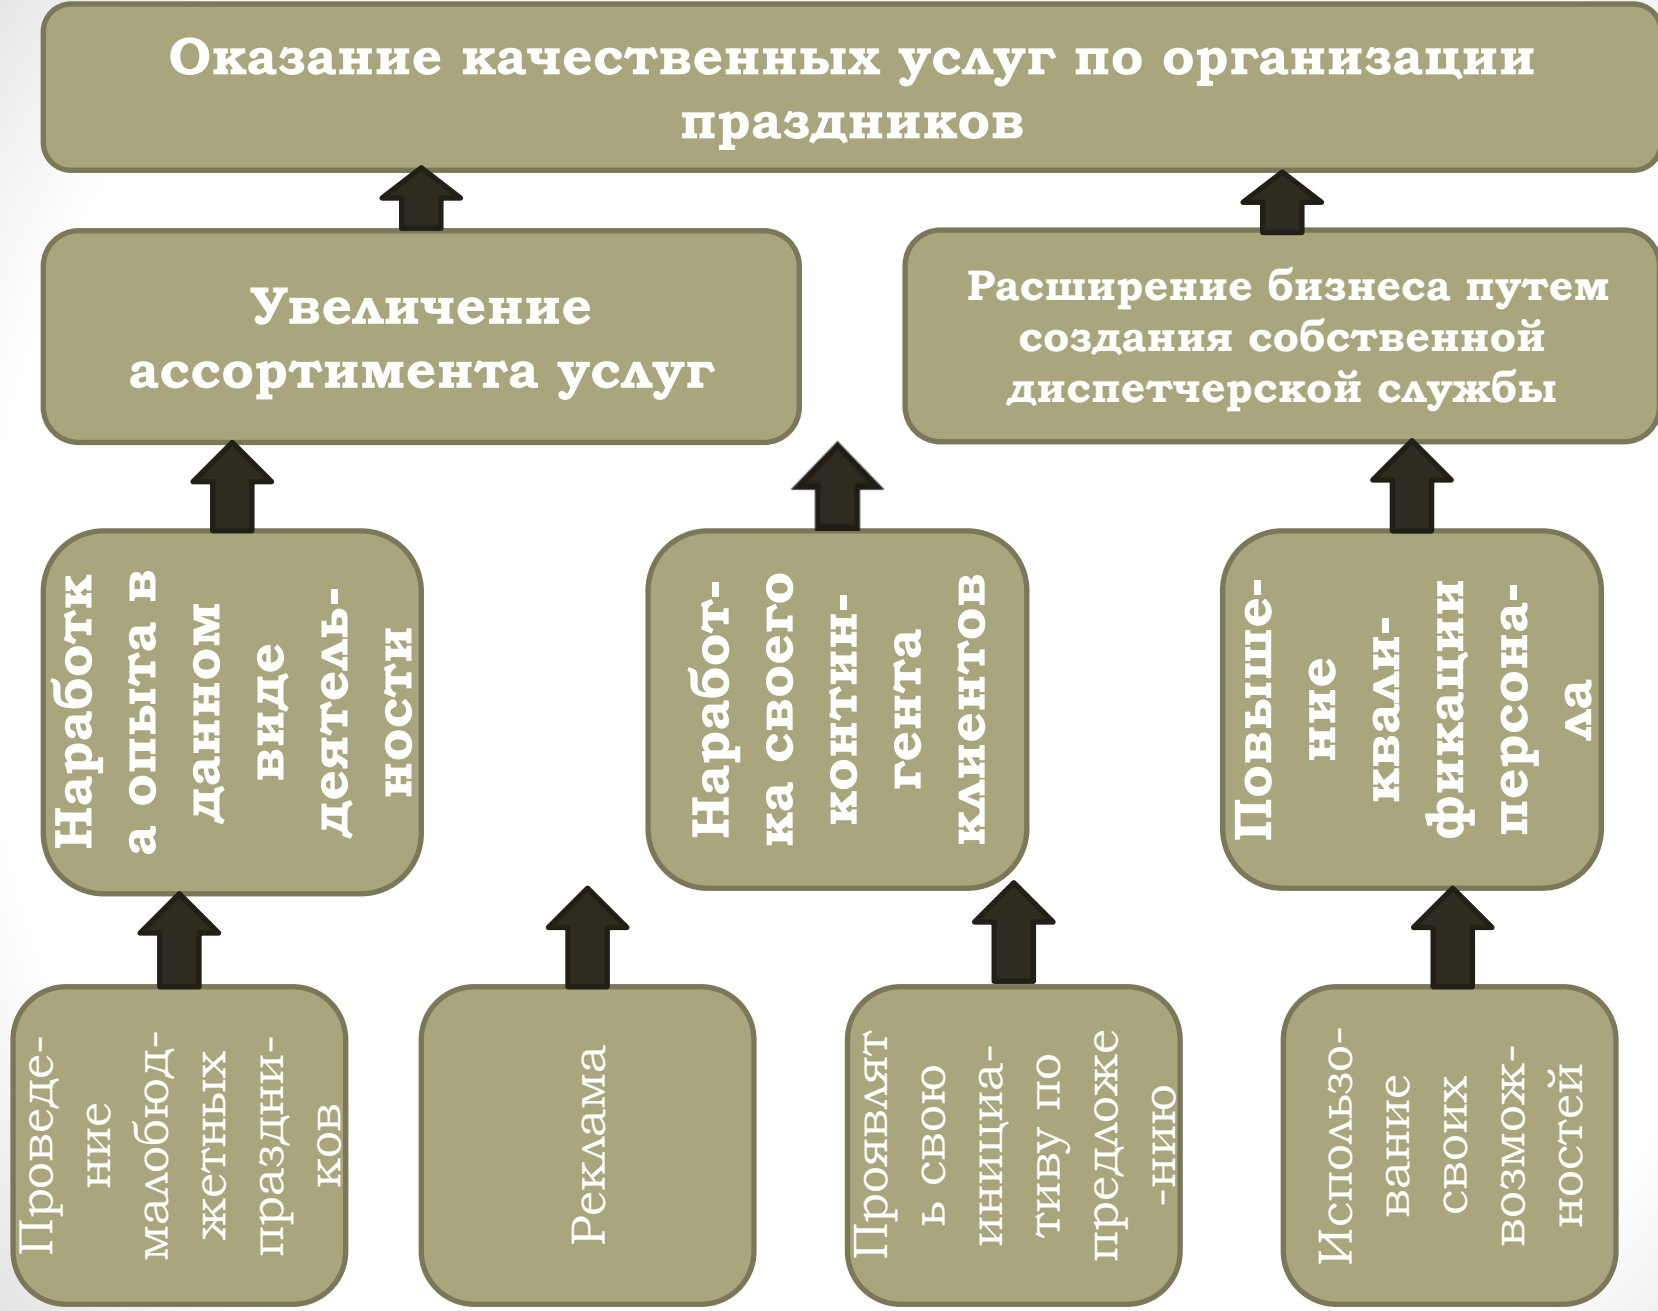 Оказание качественных услуг по организации
праздников
Увеличение
ассортимента услуг
Расширение бизнеса путем
создания собственной
диспетчерской службы
Наработк
а опыта в
данном
виде
деятель-
ности
Наработ-
ка своего
контин-
гента
клиентов
Повыше-
ние
квали-
фикации
персона-
ла
Проведе-
ние
малобюд-
жетных
праздни-
ков
Реклама
Проявлят
ь свою
инициа-
тиву по
предложе
-нию
Использо-
вание
своих
возмож-
ностей